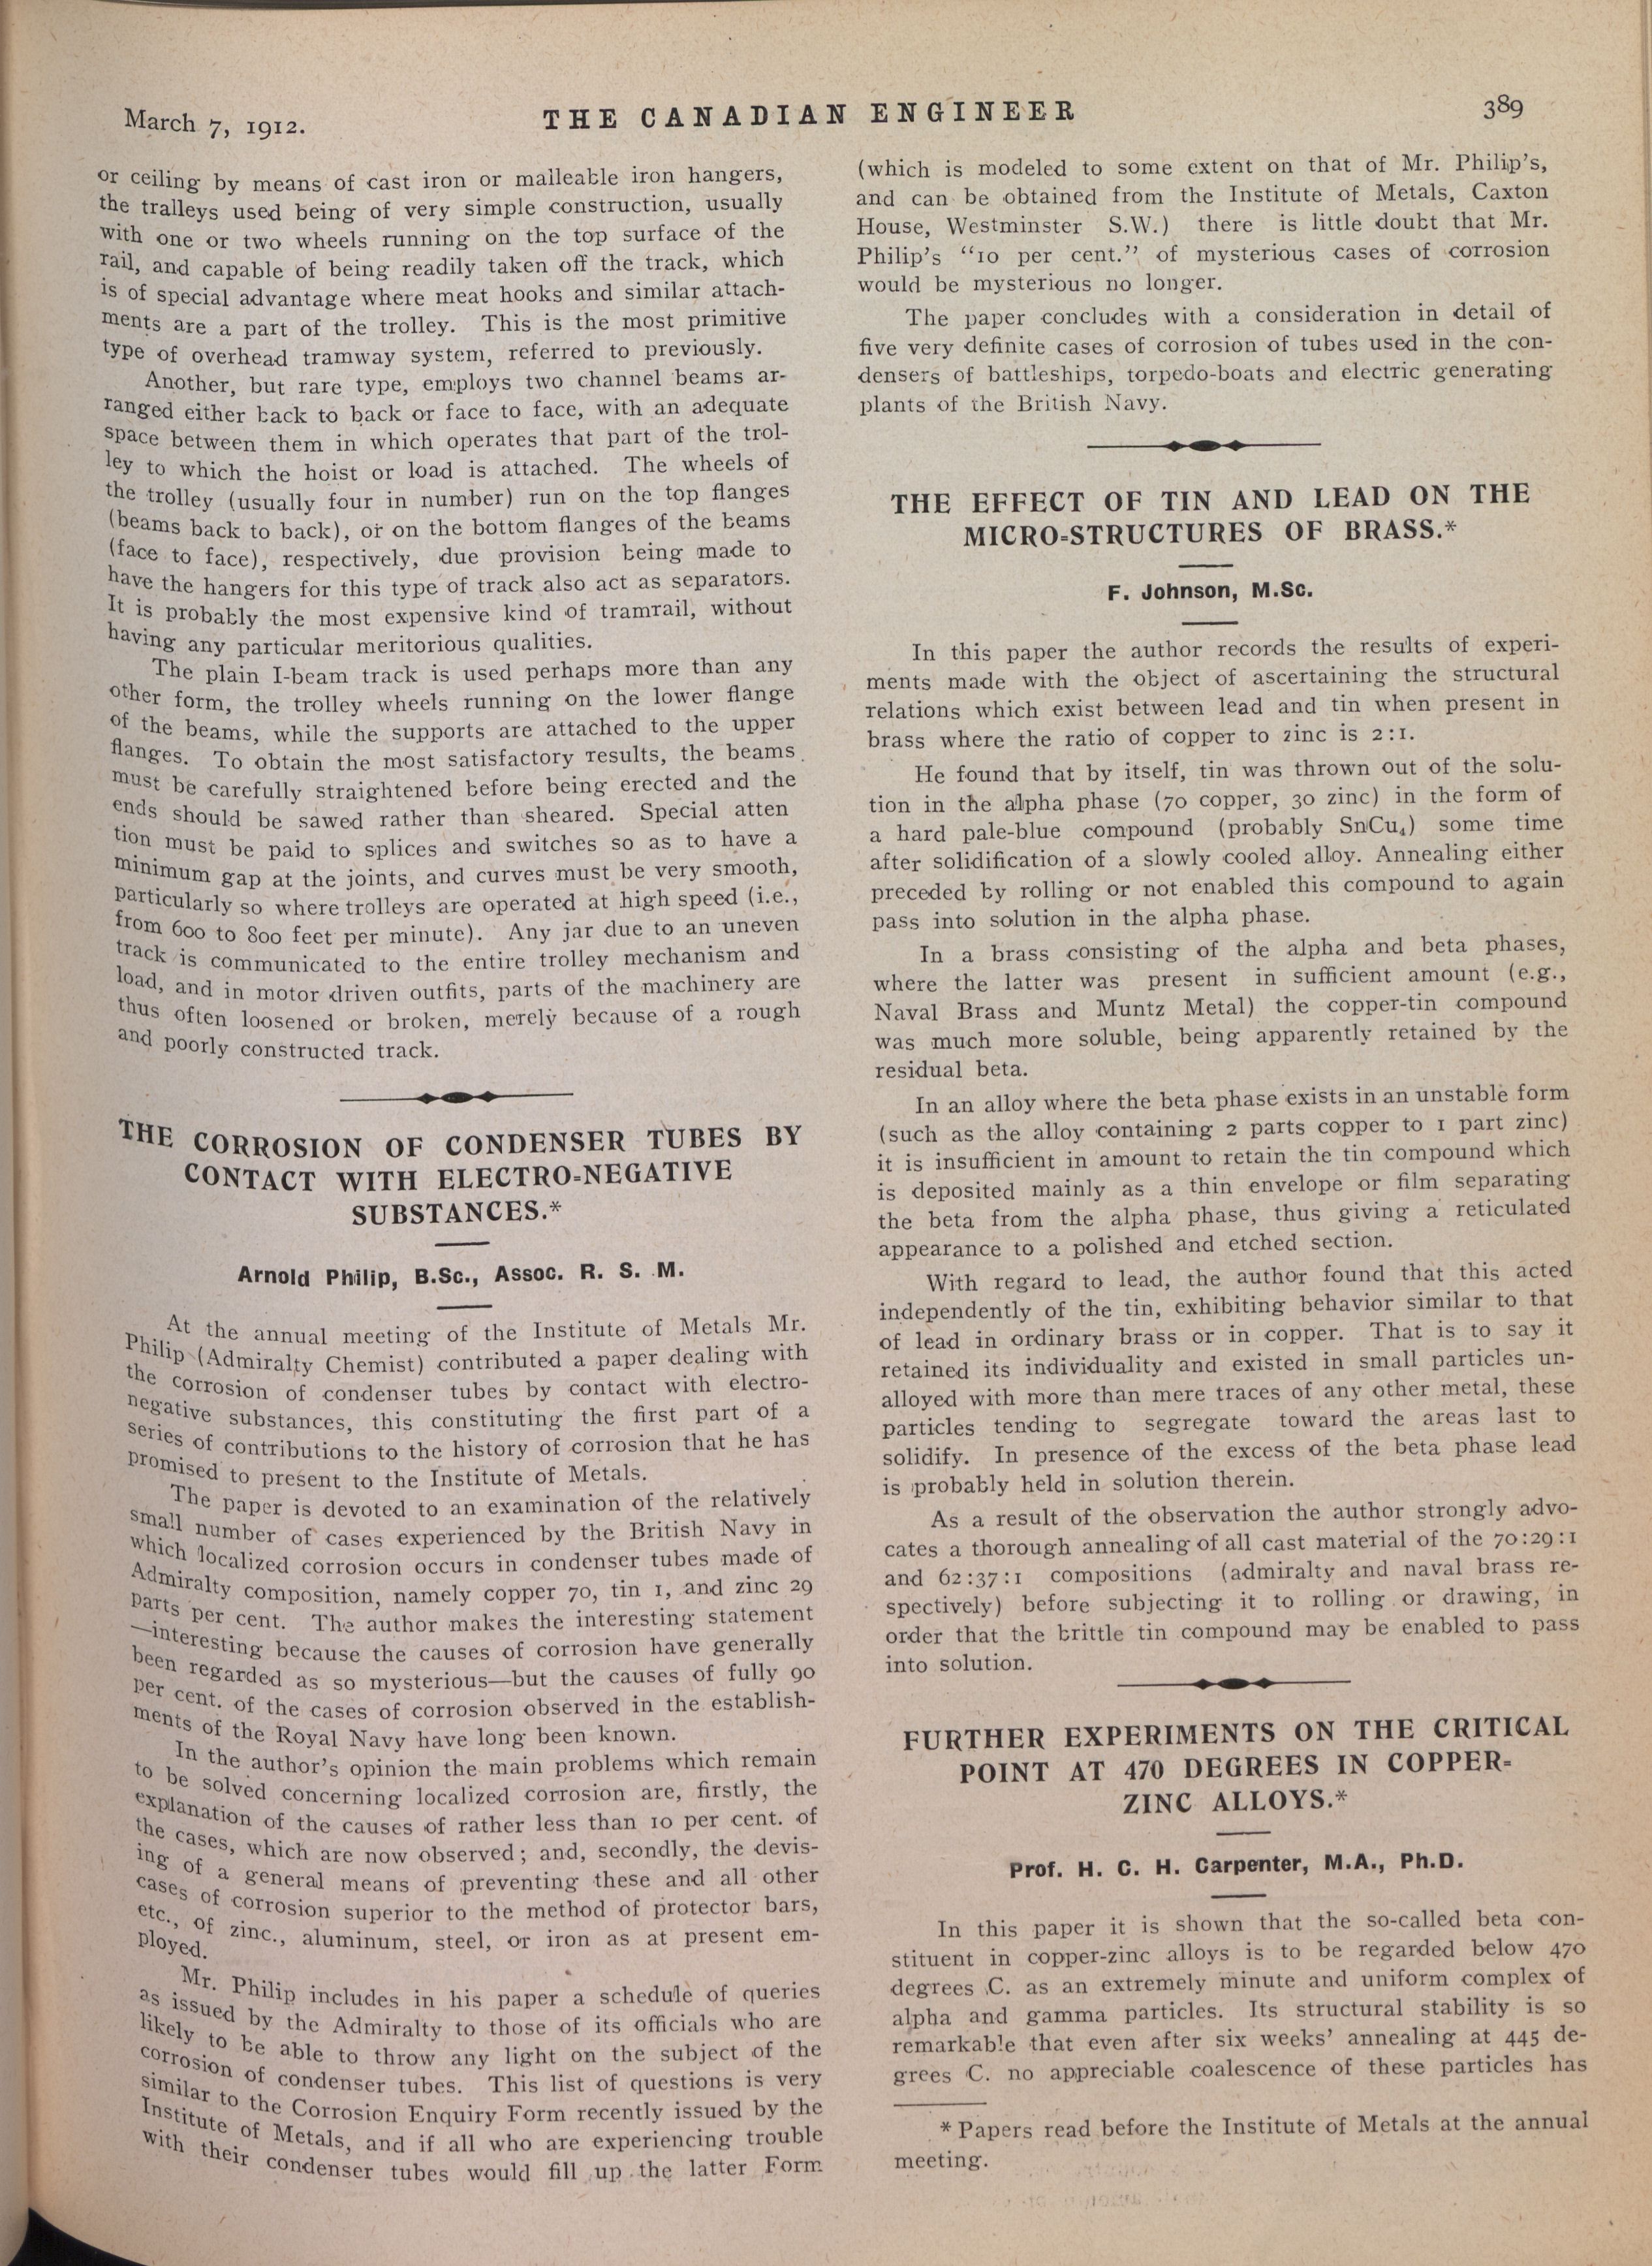 March 7, 1912.
THE CANADIAN ENGINEER
389
or ceiling by means of cast iron or malleable iron hangers,
the tralleys used being of very simple construction, usually
with one or two wheels running on the top surface of the
rail, and capable of being readily taken off the track, which
is of special advantage where meat hooks and similar attach-
ments are a part of the trolley. This is the most primitive
type of overhead tramway system, referred to previously.
Another, but rare type, employs two channel beams ar-
ranged either back to back or face to face, with an adequate
space between them in which operates that part of the trol-
ley to which the hoist or load is attached. The wheels of
the trolley (usually four in number) run on the top flanges
(beams back to back), or on the bottom flanges of the beams
(face to face), respectively, due provision being made to
have the hangers for this type of track also act as separators.
It is probably the most expensive kind of tramrail, without
having any particular meritorious qualities.
The plain I-beam track is used perhaps more than any
other form, the trolley wheels running on the lower flange
of the beams, while the supports are attached to the upper
flanges. To obtain the most satisfactory results, the beams
must be carefully straightened before being erected and the
ends should be sawed rather than sheared. Special atten
tion must be paid to splices and switches so as to have a
minimum gap at the joints, and curves must be very smooth,
particularly so where trolleys are operated at high speed (i.e.,
from 600 to 800 feet per minute). Any jar due to an uneven
track is communicated to the entire trolley mechanism and
load, and in motor driven outfits, parts of the machinery are
thus often loosened or broken, merely because of a rough
and poorly constructed track.
THE CORROSION OF CONDENSER TUBES BY
CONTACT WITH ELECTRO-NEGATIVE
SUBSTANCES.*
Arnold Philip, B.Sc., Assoc. R. S. M.
At the annual meeting of the Institute of Metals Mr.
Philip (Admiralty Chemist) contributed a paper dealing with
the corrosion of condenser tubes by contact with electro-
negative substances, this constituting the first part of a
series of contributions to the history of corrosion that he has
promised to present to the Institute of Metals.
The paper is devoted to an examination of the relatively
small number of cases experienced by the British Navy in
which localized corrosion occurs in condenser tubes made of
Admiralty composition, namely copper 70, tin 1, and zinc 29
parts per cent. The author makes the interesting statement
—interesting because the causes of corrosion have generally
been regarded as so mysterious—but the causes of fully 90
per cent. of the cases of corrosion observed in the establish-
ments of the Royal Navy have long been known.
In the author's opinion the main problems which remain
to be solved concerning localized corrosion are, firstly, the
explanation of the causes of rather less than 10 per cent. of
the cases, which are now observed; and, secondly, the devis-
ing of a general means of preventing these and all other
cases of corrosion superior to the method of protector bars,
etc., of zinc., aluminum, steel, or iron as at present em-
ployed.
Mr. Philip includes in his paper a schedule of queries
as issued by the Admiralty to those of its officials who are
likely to be able to throw any light on the subject of the
corrosion of condenser tubes. This list of questions is very
similar to the Corrosion Enquiry Form recently issued by the
Institute of Metals, and if all who are experiencing trouble
with their condenser tubes would fill up the latter Form
(which is modeled to some extent on that of Mr. Philip's,
and can be obtained from the Institute of Metals, Caxton
House, Westminster S.W.) there is little doubt that Mr.
Philip's "10 per cent." of mysterious cases of corrosion
would be mysterious no longer.
The paper concludes with a consideration in detail of
five very definite cases of corrosion of tubes used in the con-
densers of battleships, torpedo-boats and electric generating
plants of the British Navy.
THE EFFECT OF TIN AND LEAD ON THE
MICRO-STRUCTURES OF BRASS.*
F. Johnson, M.Sc.
In this paper the author records the results of experi-
ments made with the object of ascertaining the structural
relations which exist between lead and tin when present in
brass where the ratio of copper to zinc is 2:1.
He found that by itself, tin was thrown out of the solu-
tion in the alpha phase (70 copper, 30 zinc) in the form of
a hard pale-blue compound (probably SnCu₄) some time
after solidification of a slowly cooled alloy. Annealing either
preceded by rolling or not enabled this compound to again
pass into solution in the alpha phase.
In a brass consisting of the alpha and beta phases,
where the latter was present in sufficient amount (e.g.,
Naval Brass and Muntz Metal) the copper-tin compound
was much more soluble, being apparently retained by the
residual beta.
In an alloy where the beta phase exists in an unstable form
(such as the alloy containing 2 parts copper to 1 part zinc)
it is insufficient in amount to retain the tin compound which
is deposited mainly as a thin envelope or film separating
the beta from the alpha phase, thus giving a reticulated
appearance to a polished and etched section.
With regard to lead, the author found that this acted
independently of the tin, exhibiting behavior similar to that
of lead in ordinary brass or in copper. That is to say it
retained its individuality and existed in small particles un-
alloyed with more than mere traces of any other metal, these
particles tending to segregate toward the areas last to
solidify. In presence of the excess of the beta phase lead
is probably held in solution therein.
As a result of the observation the author strongly advo-
cates a thorough annealing of all cast material of the 70:29:1
and 62:37:1 compositions (admiralty and naval brass re-
spectively) before subjecting it to rolling or drawing, in
order that the brittle tin compound may be enabled to pass
into solution.
FURTHER EXPERIMENTS ON THE CRITICAL
POINT AT 470 DEGREES IN COPPER-
ZINC ALLOYS.*
Prof. H. C. H. Carpenter, M.A., Ph.D.
In this paper it is shown that the so-called beta con-
stituent in copper-zinc alloys is to be regarded below 470
degrees C. as an extremely minute and uniform complex of
alpha and gamma particles. Its structural stability is so
remarkable that even after six weeks' annealing at 445 de-
grees C. no appreciable coalescence of these particles has
* Papers read before the Institute of Metals at the annual
meeting.